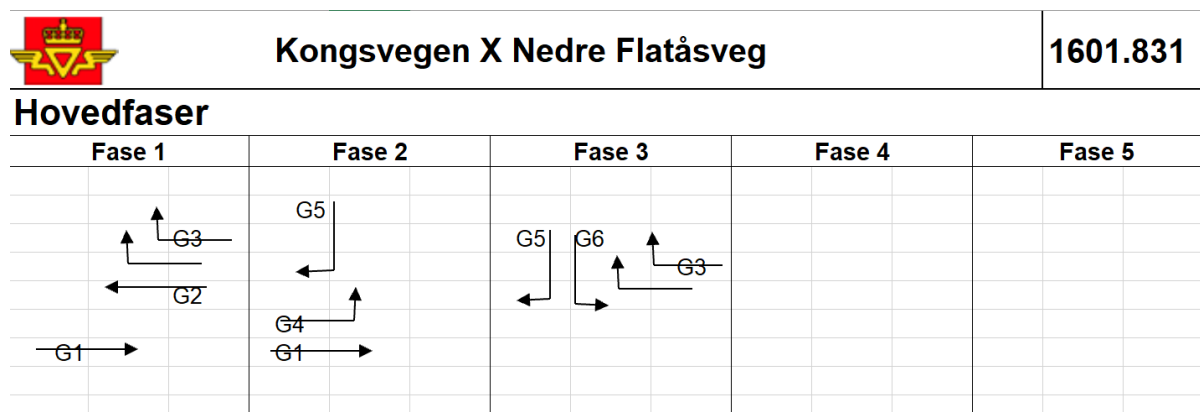 Kongsvegen X Nedre Flatåsveg 1601.831
Hovedfaser
Fase 1 Fase 2 Fase 3 Fase 4 Fase 5
G3
G2
G1
G5
G4
G1
G5 G6
G3